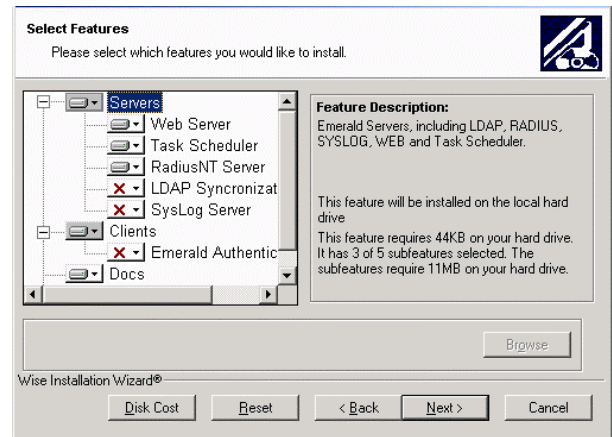 Select Features
Please select which features you would like to install.
Servers
Web Server
Task Scheduler
RadiusNT Server
LDAP Syncronizat
SysLog Server
Clients
Emerald Authentic
Docs
Feature Description:
Emerald Servers, including LDAP, RADIUS,
SYSLOG, WEB and Task Scheduler.
This feature will be installed on the local hard
drive
This feature requires 44KB on your hard drive.
It has 3 of 5 subfeatures selected. The
subfeatures require 11MB on your hard drive.
Browse
Wise Installation Wizard®
Disk Cost
Reset
< Back
Next >
Cancel